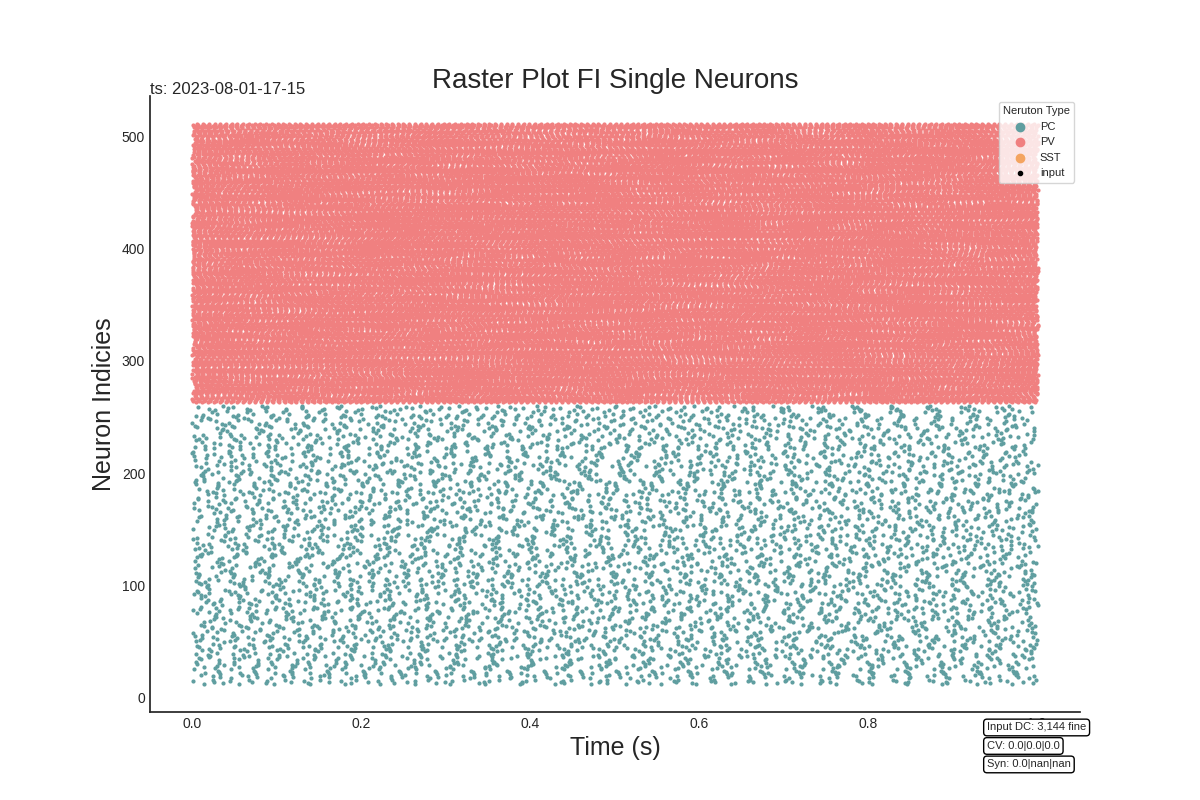 Raster Plot FI Single Neurons
ts: 2023-08-01-17-15
Neruton Type
PC
PV
SST
input
500
400
300
200
100
0
Neuron Indicies
0.0
0.2
0.4
0.6
0.8
Time (s)
Input DC: 3,144 fine
CV: 0.0|0.0|0.0
Syn: 0.0|nan|nan